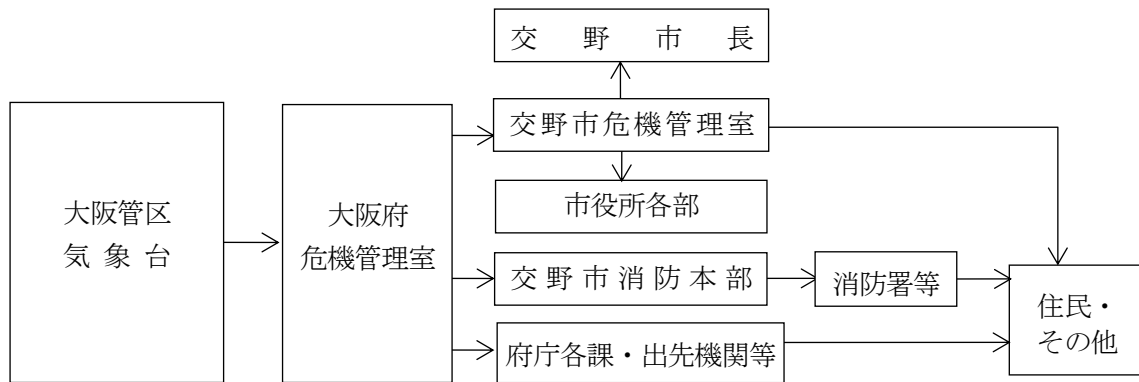 交野市長
交野市危機管理室
市役所各部
大阪管区
気象台
大阪府
危機管理室
交野市消防本部
消防署等
府庁各課・出先機関等
住民・
その他